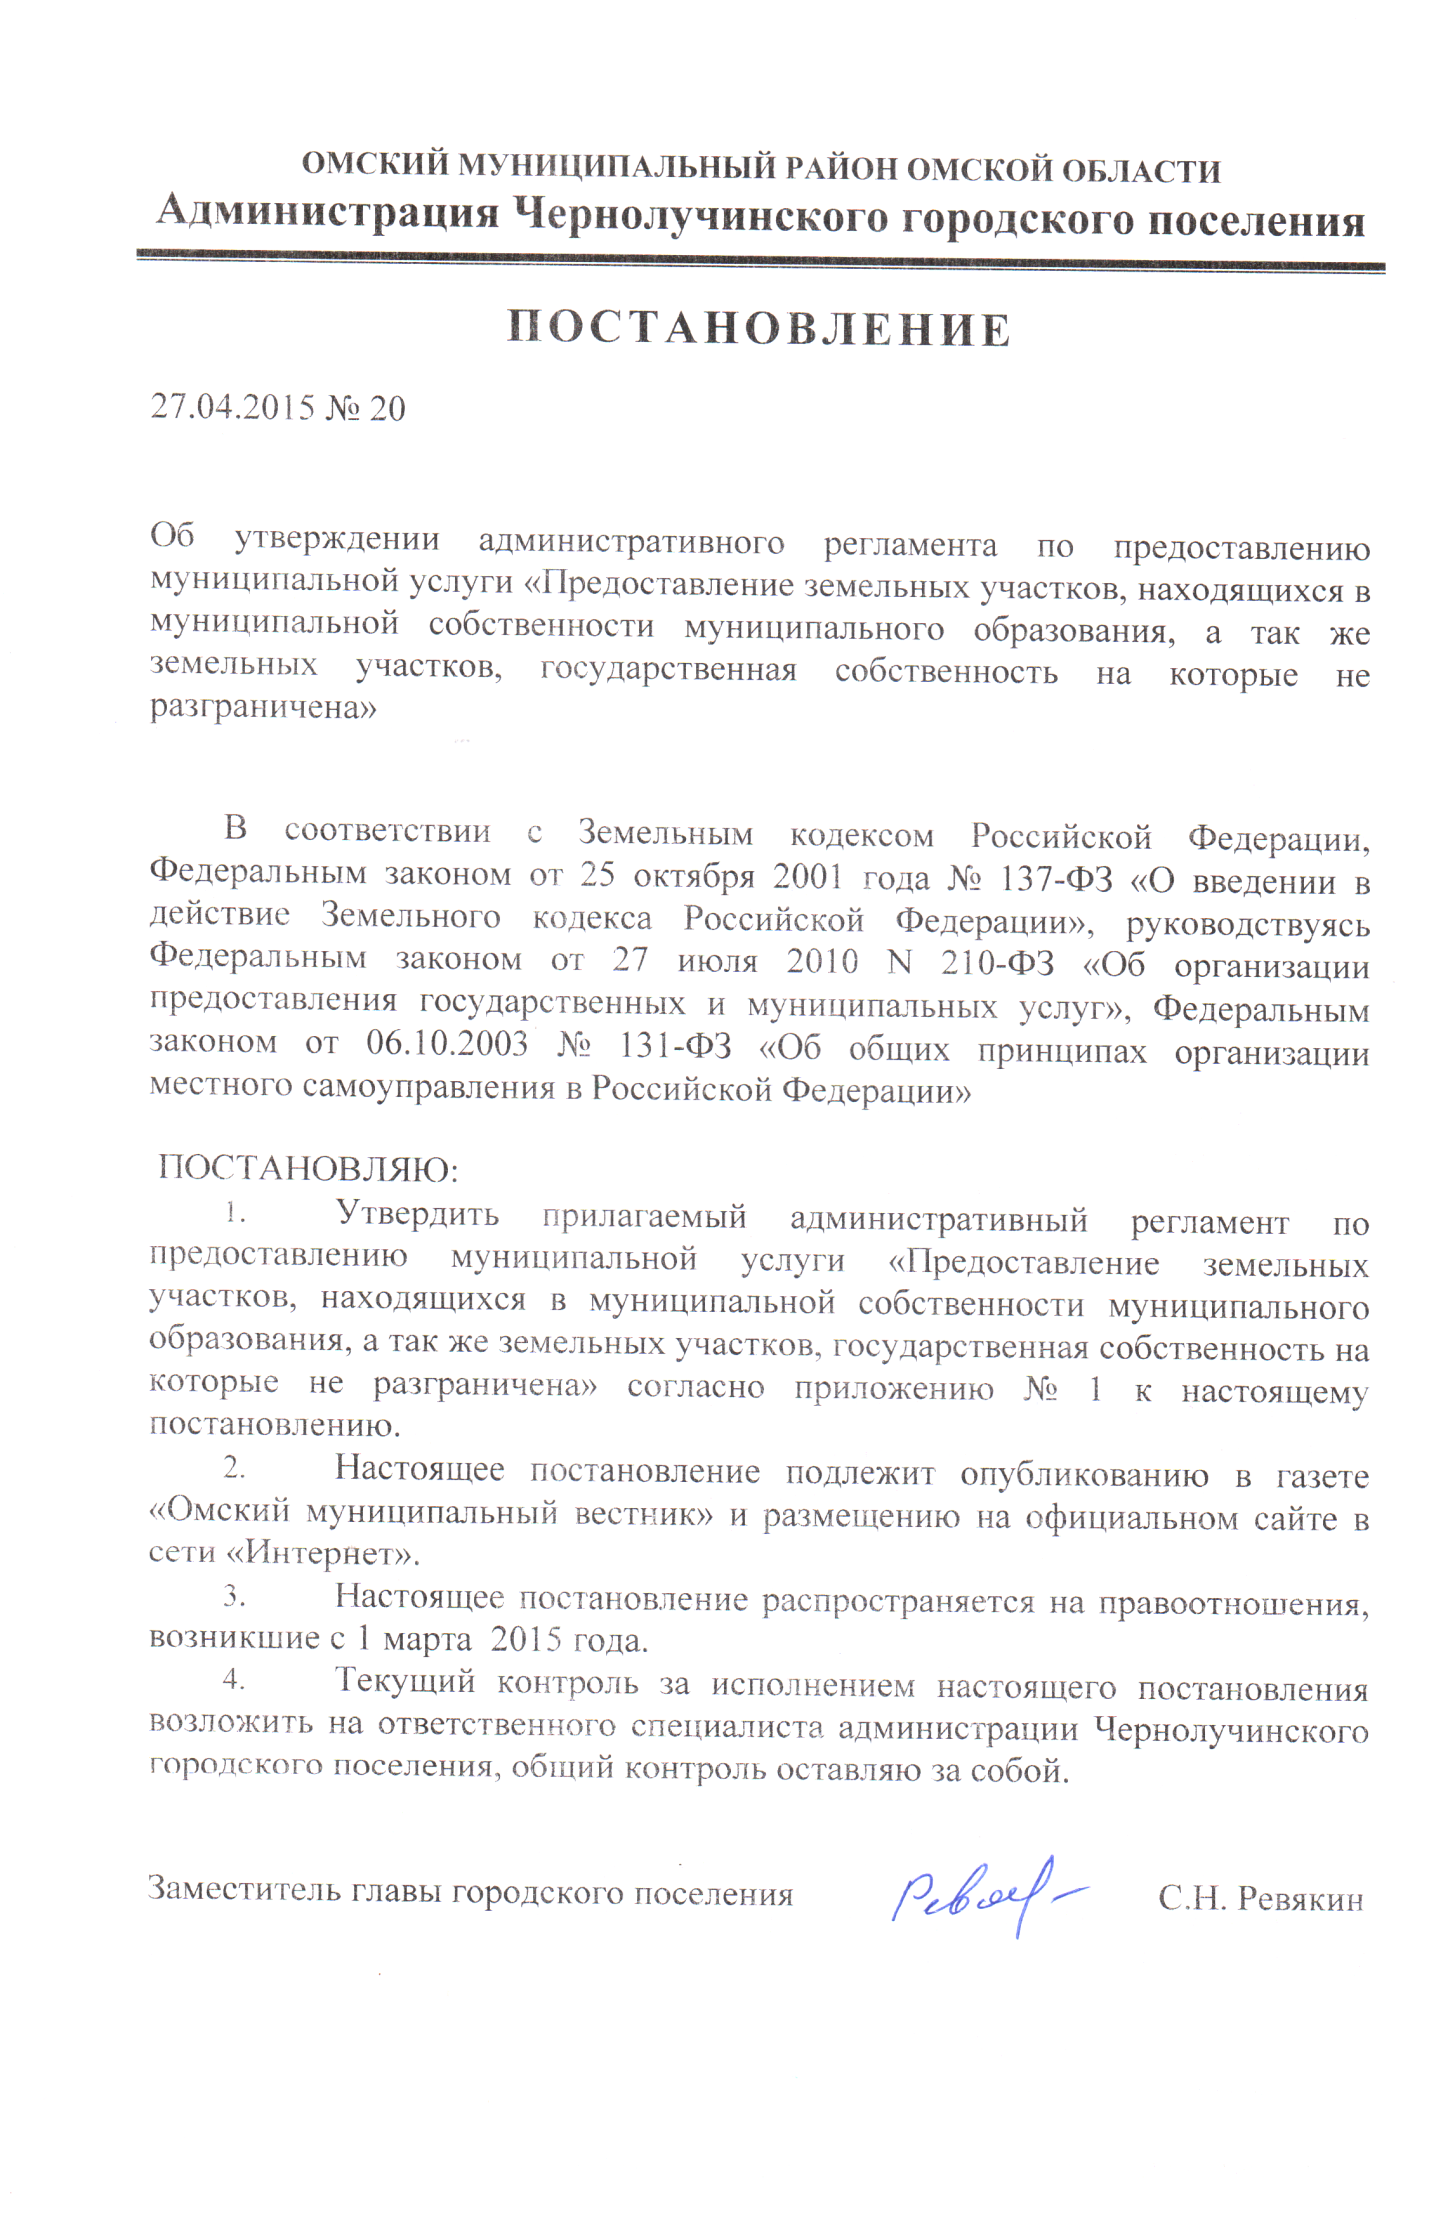 ОМСКИЙ МУНИЦИПАЛЬНЫЙ РАЙОН ОМСКОЙ ОБЛАСТИ
Администрация Чернолучинского городского поселения
ПОСТАНОВЛЕНИЕ
27.04.2015 № 20
Об утверждении административного регламента по предоставлению
муниципальной услуги «Предоставление земельных участков, находящихся в
муниципальной собственности муниципального образования, а так же
земельных участков, государственная собственность на которые не
разграничена»
В соответствии с Земельным кодексом Российской Федерации,
Федеральным законом от 25 октября 2001 года № 137-ФЗ «О введении в
действие Земельного кодекса Российской Федерации», руководствуясь
Федеральным законом от 27 июля 2010 N 210-ФЗ «Об организации
предоставления государственных и муниципальных услуг», Федеральным
законом от 06.10.2003 № 131-ФЗ «Об общих принципах организации
местного самоуправления в Российской Федерации»
ПОСТАНОВЛЯЮ:
1. Утвердить прилагаемый административный регламент по
предоставлению муниципальной услуги «Предоставление земельных
участков, находящихся в муниципальной собственности муниципального
образования, а так же земельных участков, государственная собственность на
которые не разграничена» согласно приложению № 1 к настоящему
постановлению.
2. Настоящее постановление подлежит опубликованию в газете
«Омский муниципальный вестник» и размещению на официальном сайте в
сети «Интернет».
3. Настоящее постановление распространяется на правоотношения,
возникшие с 1 марта 2015 года.
4. Текущий контроль за исполнением настоящего постановления
возложить на ответственного специалиста администрации Чернолучинского
городского поселения, общий контроль оставляю за собой.
Заместитель главы городского поселения С.Н. Ревякин